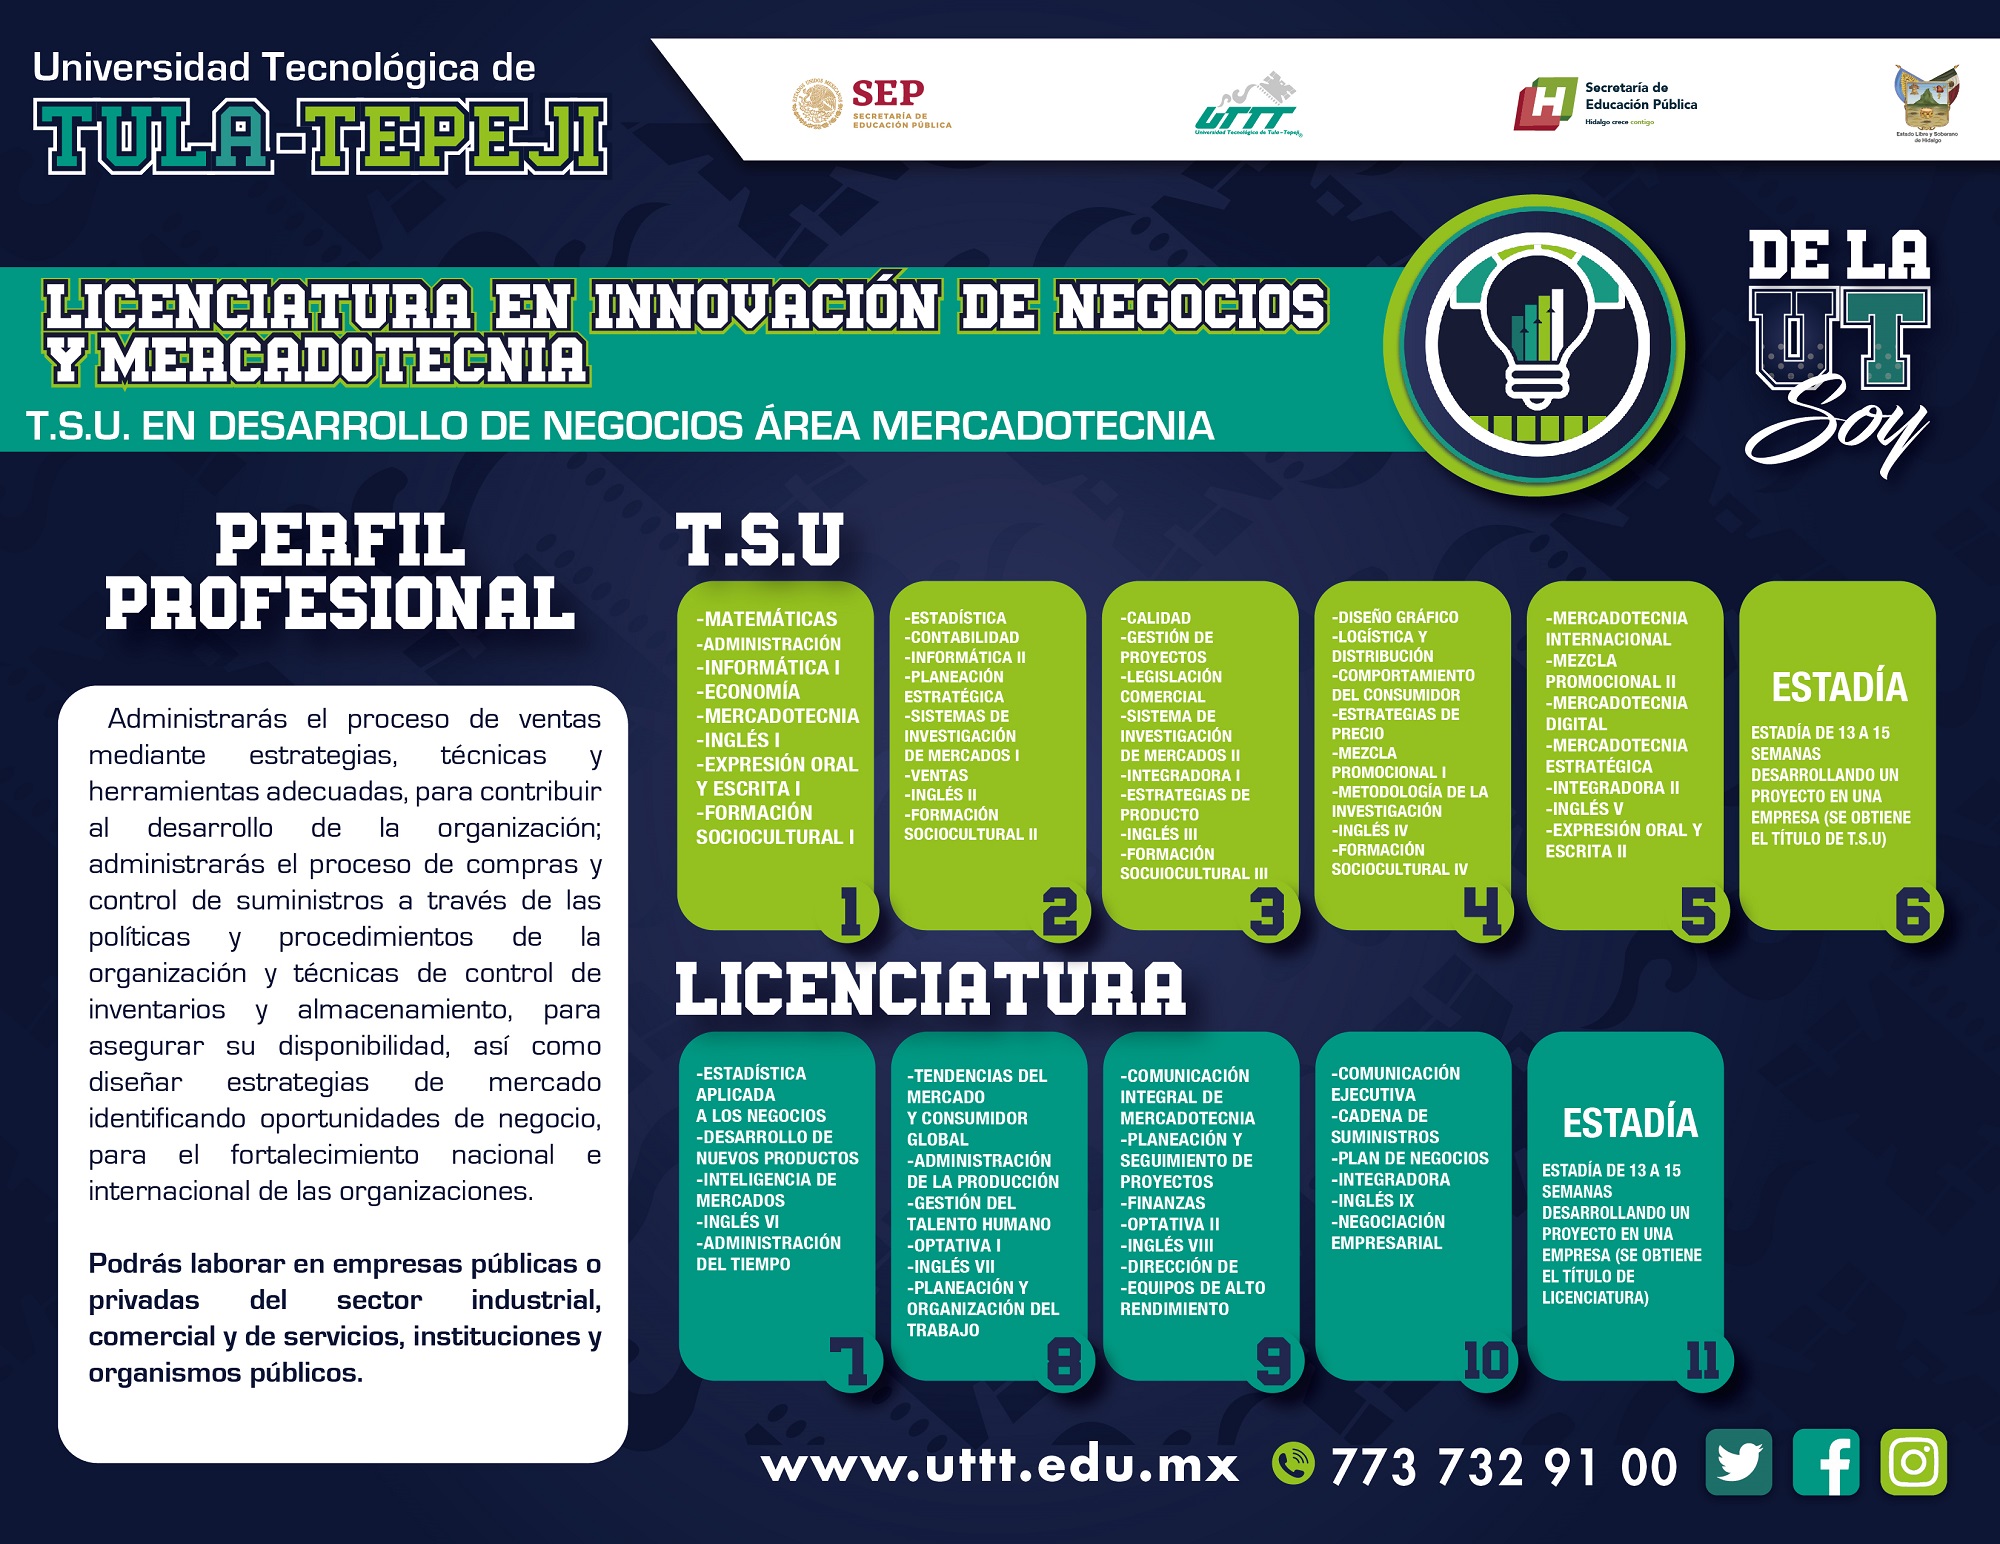 Universidad Tecnológica de
TULA-TEPEJI
SEP
SECRETARÍA DE
EDUCACIÓN PÚBLICA
UTTT
Universidad Tecnológica de Tula-Tepeji
H
Secretaría de
Educación Pública
Hidalgo crece contigo
Estado Libre y Soberano
de Hidalgo
LICENCIATURA EN INNOVACIÓN DE NEGOCIOS
Y MERCADOTECNIA
T.S.U. EN DESARROLLO DE NEGOCIOS ÁREA MERCADOTECNIA
DE LA
UT
Soy
PERFIL
PROFESIONAL
Administrarás el proceso de ventas
mediante estrategias, técnicas y
herramientas adecuadas, para contribuir
al desarrollo de la organización;
administrarás el proceso de compras y
control de suministros a través de las
políticas y procedimientos de la
organización y técnicas de control de
inventarios y almacenamiento, para
asegurar su disponibilidad, así como
diseñar estrategias de mercado
identificando oportunidades de negocio,
para el fortalecimiento nacional e
internacional de las organizaciones.
Podrás laborar en empresas públicas o
privadas del sector industrial,
comercial y de servicios, instituciones y
organismos públicos.
T.S.U
-MATEMÁTICAS
-ADMINISTRACIÓN
-INFORMÁTICA I
-ECONOMÍA
-MERCADOTECNIA
-INGLÉS I
-EXPRESIÓN ORAL
Y ESCRITA I
-FORMACIÓN
SOCIOCULTURAL I
1
-ESTADÍSTICA
-CONTABILIDAD
-INFORMÁTICA II
-PLANEACIÓN
ESTRATÉGICA
-SISTEMAS DE
INVESTIGACIÓN
DE MERCADOS I
-VENTAS
-INGLÉS II
-FORMACIÓN
SOCIOCULTURAL II
2
-CALIDAD
-GESTIÓN DE
PROYECTOS
-LEGISLACIÓN
COMERCIAL
-SISTEMA DE
INVESTIGACIÓN
DE MERCADOS II
-INTEGRADORA I
-ESTRATEGIAS DE
PRODUCTO
-INGLÉS III
-FORMACIÓN
SOCUIOCULTURAL III
3
-DISEÑO GRÁFICO
-LOGÍSTICA Y
DISTRIBUCIÓN
-COMPORTAMIENTO
DEL CONSUMIDOR
-ESTRATEGIAS DE
PRECIO
-MEZCLA
PROMOCIONAL I
-METODOLOGÍA DE LA
INVESTIGACIÓN
-INGLÉS IV
-FORMACIÓN
SOCIOCULTURAL IV
4
-MERCADOTECNIA
INTERNACIONAL
-MEZCLA
PROMOCIONAL II
-MERCADOTECNIA
DIGITAL
-MERCADOTECNIA
ESTRATÉGICA
-INTEGRADORA II
-INGLÉS V
-EXPRESIÓN ORAL Y
ESCRITA II
5
ESTADÍA
ESTADÍA DE 13 A 15
SEMANAS
DESARROLLANDO UN
PROYECTO EN UNA
EMPRESA (SE OBTIENE
EL TÍTULO DE T.S.U)
6
LICENCIATURA
-ESTADÍSTICA
APLICADA
A LOS NEGOCIOS
-DESARROLLO DE
NUEVOS PRODUCTOS
-INTELIGENCIA DE
MERCADOS
-INGLÉS VI
-ADMINISTRACIÓN
DEL TIEMPO
7
-TENDENCIAS DEL
MERCADO
Y CONSUMIDOR
GLOBAL
-ADMINISTRACIÓN
DE LA PRODUCCIÓN
-GESTIÓN DEL
TALENTO HUMANO
-OPTATIVA I
-INGLÉS VII
-PLANEACIÓN Y
ORGANIZACIÓN DEL
TRABAJO
8
-COMUNICACIÓN
INTEGRAL DE
MERCADOTECNIA
-PLANEACIÓN Y
SEGUIMIENTO DE
PROYECTOS
-FINANZAS
-OPTATIVA II
-INGLÉS VIII
-DIRECCIÓN DE
-EQUIPOS DE ALTO
RENDIMIENTO
9
-COMUNICACIÓN
EJECUTIVA
-CADENA DE
SUMINISTROS
-PLAN DE NEGOCIOS
-INTEGRADORA
-INGLÉS IX
-NEGOCIACIÓN
EMPRESARIAL
10
ESTADÍA
ESTADÍA DE 13 A 15
SEMANAS
DESARROLLANDO UN
PROYECTO EN UNA
EMPRESA (SE OBTIENE
EL TÍTULO DE
LICENCIATURA)
11
www.uttt.edu.mx
773 732 91 00